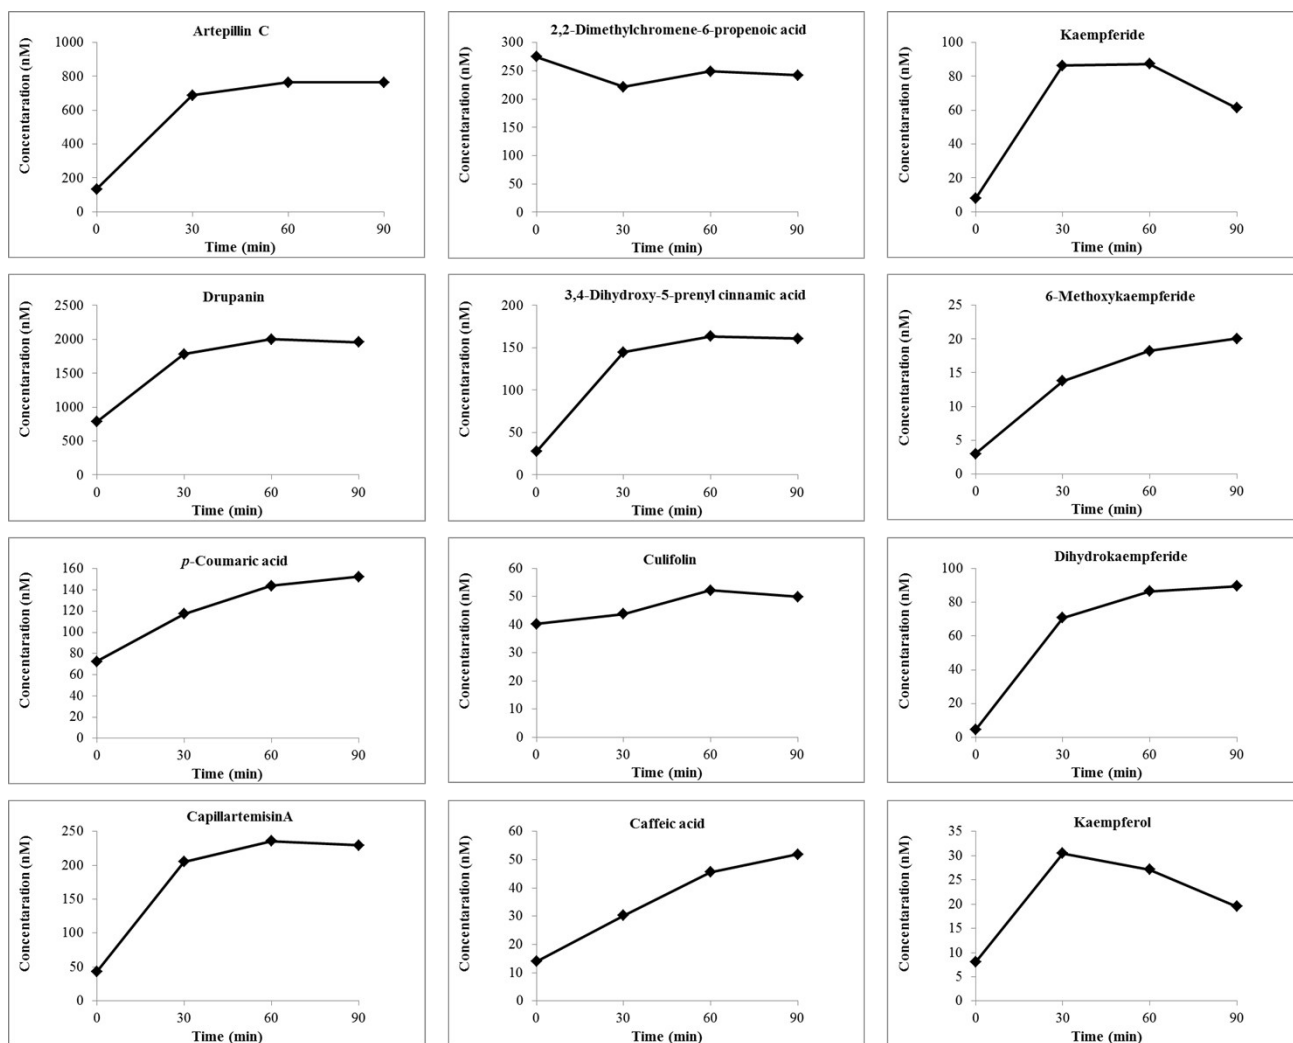 Artepillin C
Concentaration (nM)
1000
800
600
400
200
0
0 30 60 90
Time (min)
2,2-Dimethylchromene-6-propenoic acid
Concentaration (nM)
300
250
200
150
100
50
0
0 30 60 90
Time (min)
Kaempferide
Concentaration (nM)
100
80
60
40
20
0
0 30 60 90
Time (min)
Drupanin
Concentaration (nM)
2500
2000
1500
1000
500
0
0 30 60 90
Time (min)
3,4-Dihydroxy-5-prenyl cinnamic acid
Concentaration (nM)
200
150
100
50
0
0 30 60 90
Time (min)
6-Methoxykaempferide
Concentaration (nM)
25
20
15
10
5
0
0 30 60 90
Time (min)
p-Coumaric acid
Concentaration (nM)
160
140
120
100
80
60
40
20
0
0 30 60 90
Time (min)
Culifolin
Concentaration (nM)
60
50
40
30
20
10
0
0 30 60 90
Time (min)
Dihydrokaempferide
Concentaration (nM)
100
80
60
40
20
0
0 30 60 90
Time (min)
CapillartemisinA
Concentaration (nM)
250
200
150
100
50
0
0 30 60 90
Time (min)
Caffeic acid
Concentaration (nM)
60
50
40
30
20
10
0
0 30 60 90
Time (min)
Kaempferol
Concentaration (nM)
35
30
25
20
15
10
5
0
0 30 60 90
Time (min)